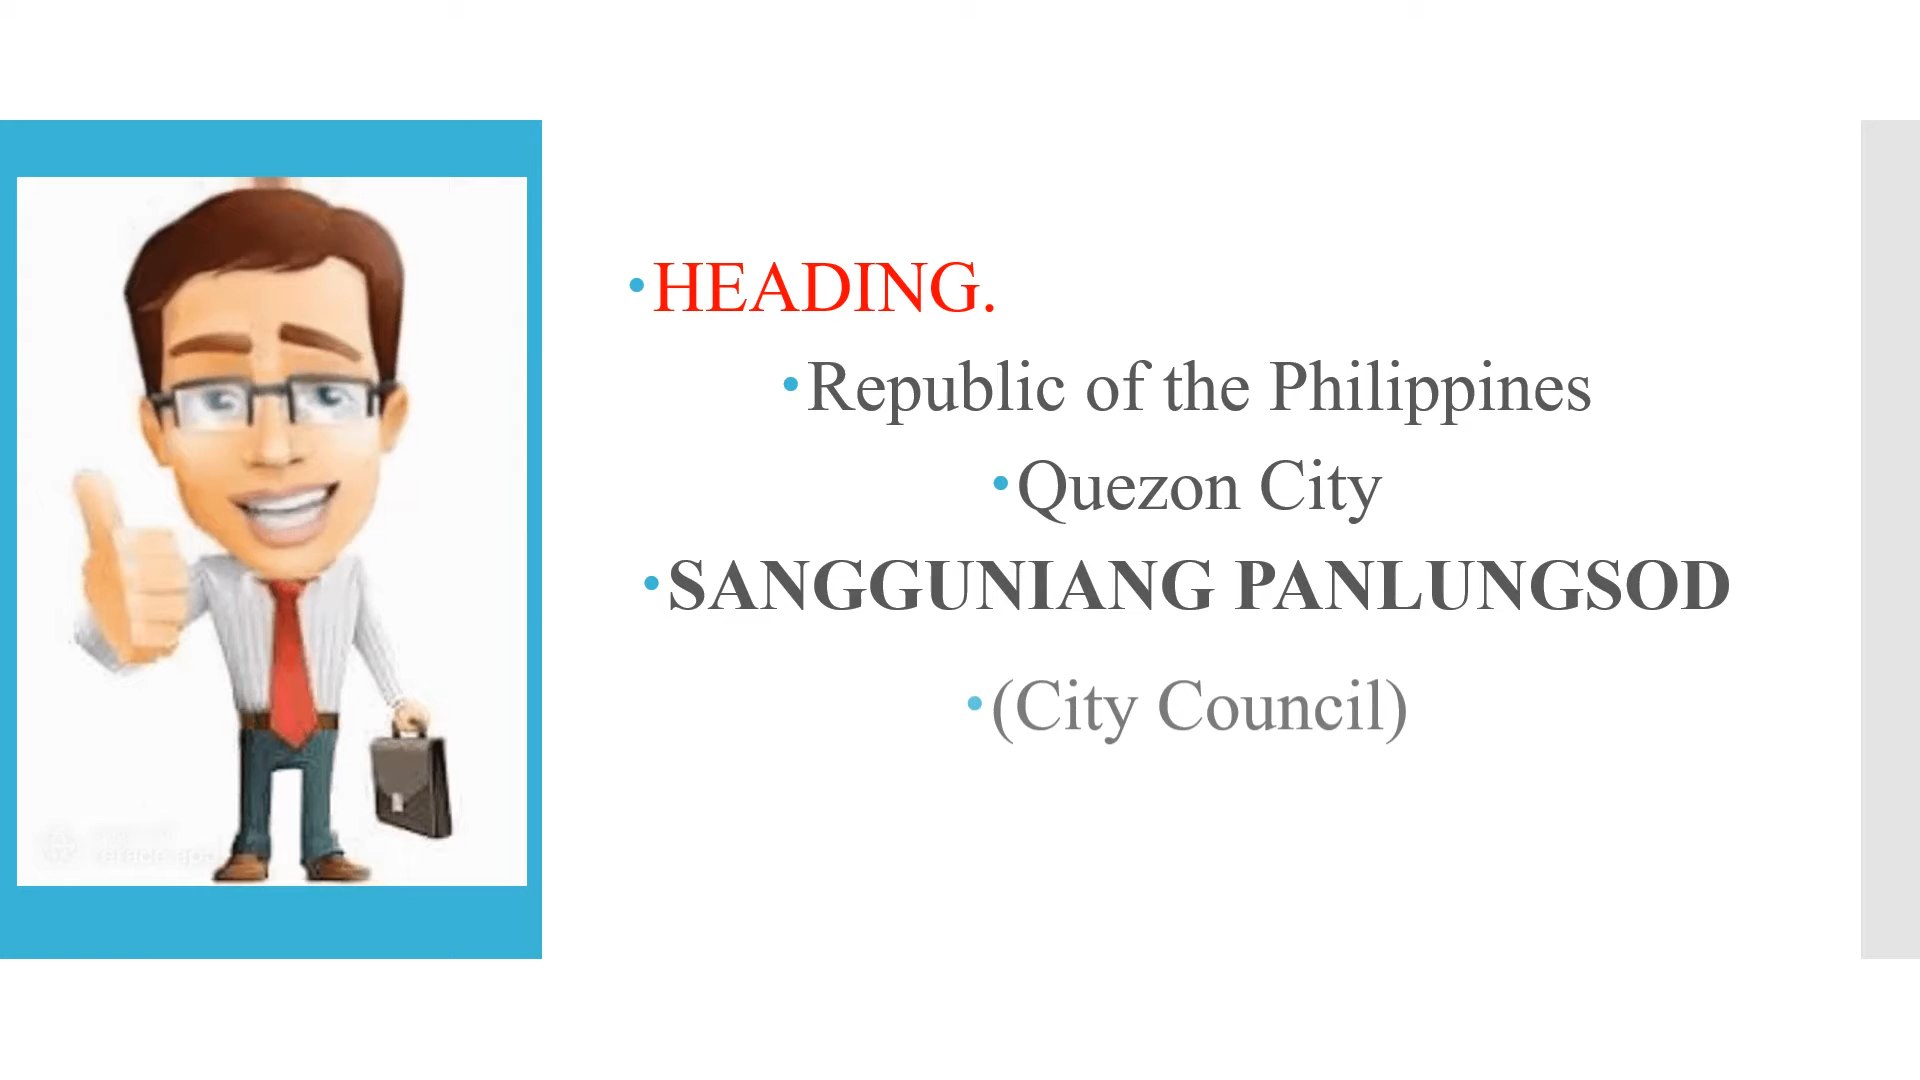 •HEADING.
•Republic of the Philippines
•Quezon City
•SANGGUNIANG PANLUNGSOD
•(City Council)